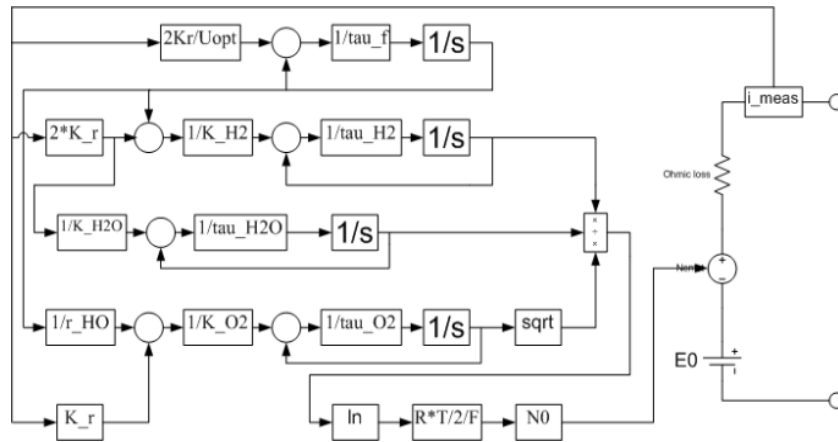 2Kr/Uopt
1/tau_f
1/s
i_meas
2*K_r
1/K_H2
1/tau_H2
1/s
Ohmic loss
1/K_H2O
1/tau_H2O
1/s
×
÷
×
+
−
1/r_HO
1/K_O2
1/tau_O2
1/s
sqrt
E0
+
K_r
ln
R*T/2/F
N0